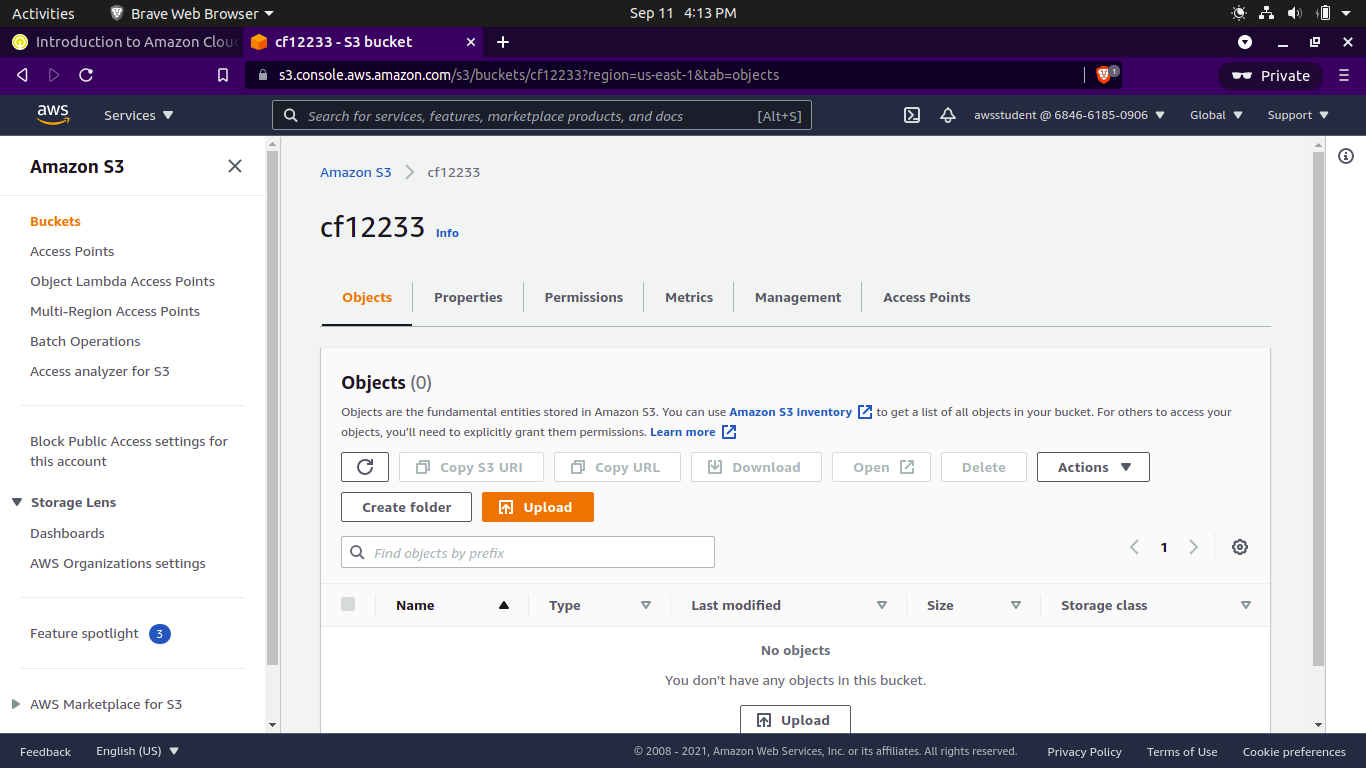 Activities Brave Web Browser Sep 11 4:13 PM
Introduction to Amazon Clou cf12233 - S3 bucket
s3.console.aws.amazon.com/s3/buckets/cf12233?region=us-east-1&tab=objects 1 Private
aws Services Search for services, features, marketplace products, and docs [Alt+S] awsstudent @ 6846-6185-0906 Global Support
Amazon S3
Buckets
Access Points
Object Lambda Access Points
Multi-Region Access Points
Batch Operations
Access analyzer for S3
Block Public Access settings for
this account
Storage Lens
Dashboards
AWS Organizations settings
Feature spotlight 3
AWS Marketplace for S3
Amazon S3 cf12233
cf12233 Info
Objects Properties Permissions Metrics Management Access Points
Objects (0)
Objects are the fundamental entities stored in Amazon S3. You can use Amazon S3 inventory to get a list of all objects in your bucket. For others to access your
objects, you'll need to explicitly grant them permissions. Learn more
Copy S3 URI Copy URL Download Open Delete Actions
Create folder Upload
Find objects by prefix 1
Name Type Last modified Size Storage class
No objects
You don't have any objects in this bucket.
Upload
Feedback English (US) © 2008 - 2021, Amazon Web Services, Inc. or its affiliates. All rights reserved. Privacy Policy Terms of Use Cookie preferences